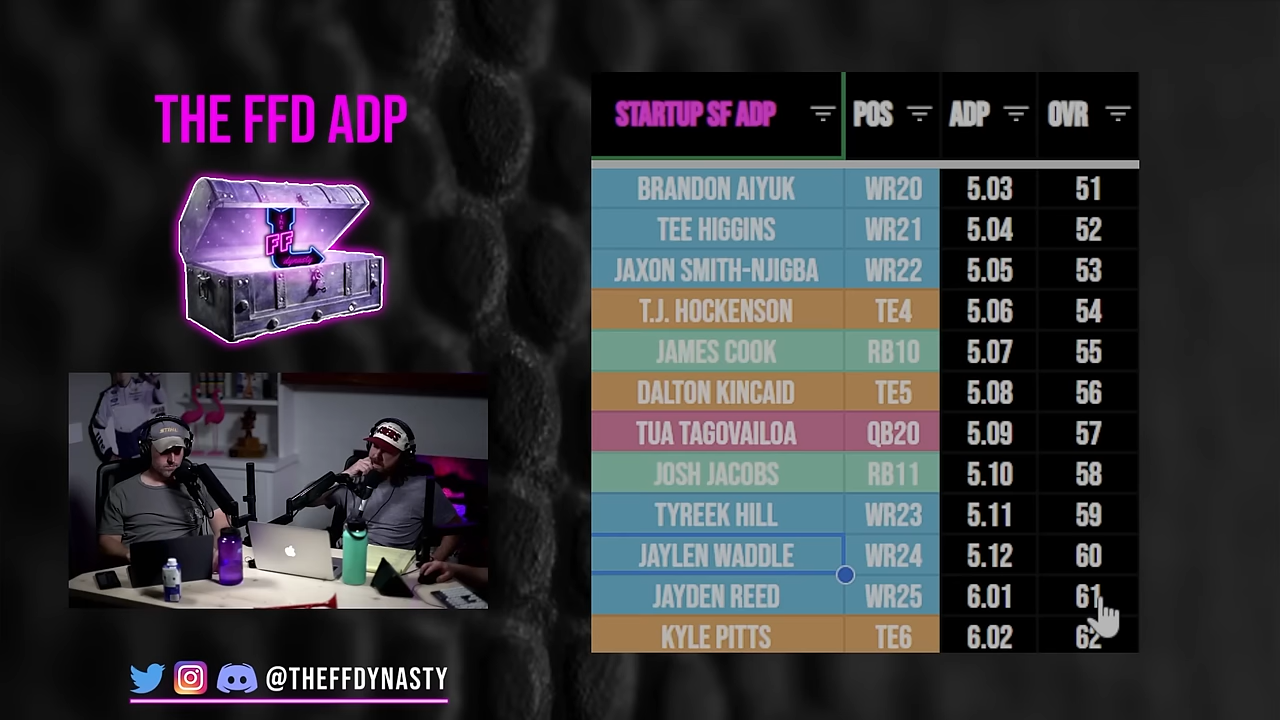 THE FFD ADP
FF
dynasty
@THEFFDYNASTY
STARTUP SF ADP POS ADP OVR
BRANDON AIYUK WR20 5.03 51
TEE HIGGINS WR21 5.04 52
JAXON SMITH-NJIGBA WR22 5.05 53
T.J. HOCKENSON TE4 5.06 54
JAMES COOK RB10 5.07 55
DALTON KINCAID TE5 5.08 56
TUA TAGOVAILOA QB20 5.09 57
JOSH JACOBS RB11 5.10 58
TYREEK HILL WR23 5.11 59
JAYLEN WADDLE WR24 5.12 60
JAYDEN REED WR25 6.01 61
KYLE PITTS TE6 6.02 62